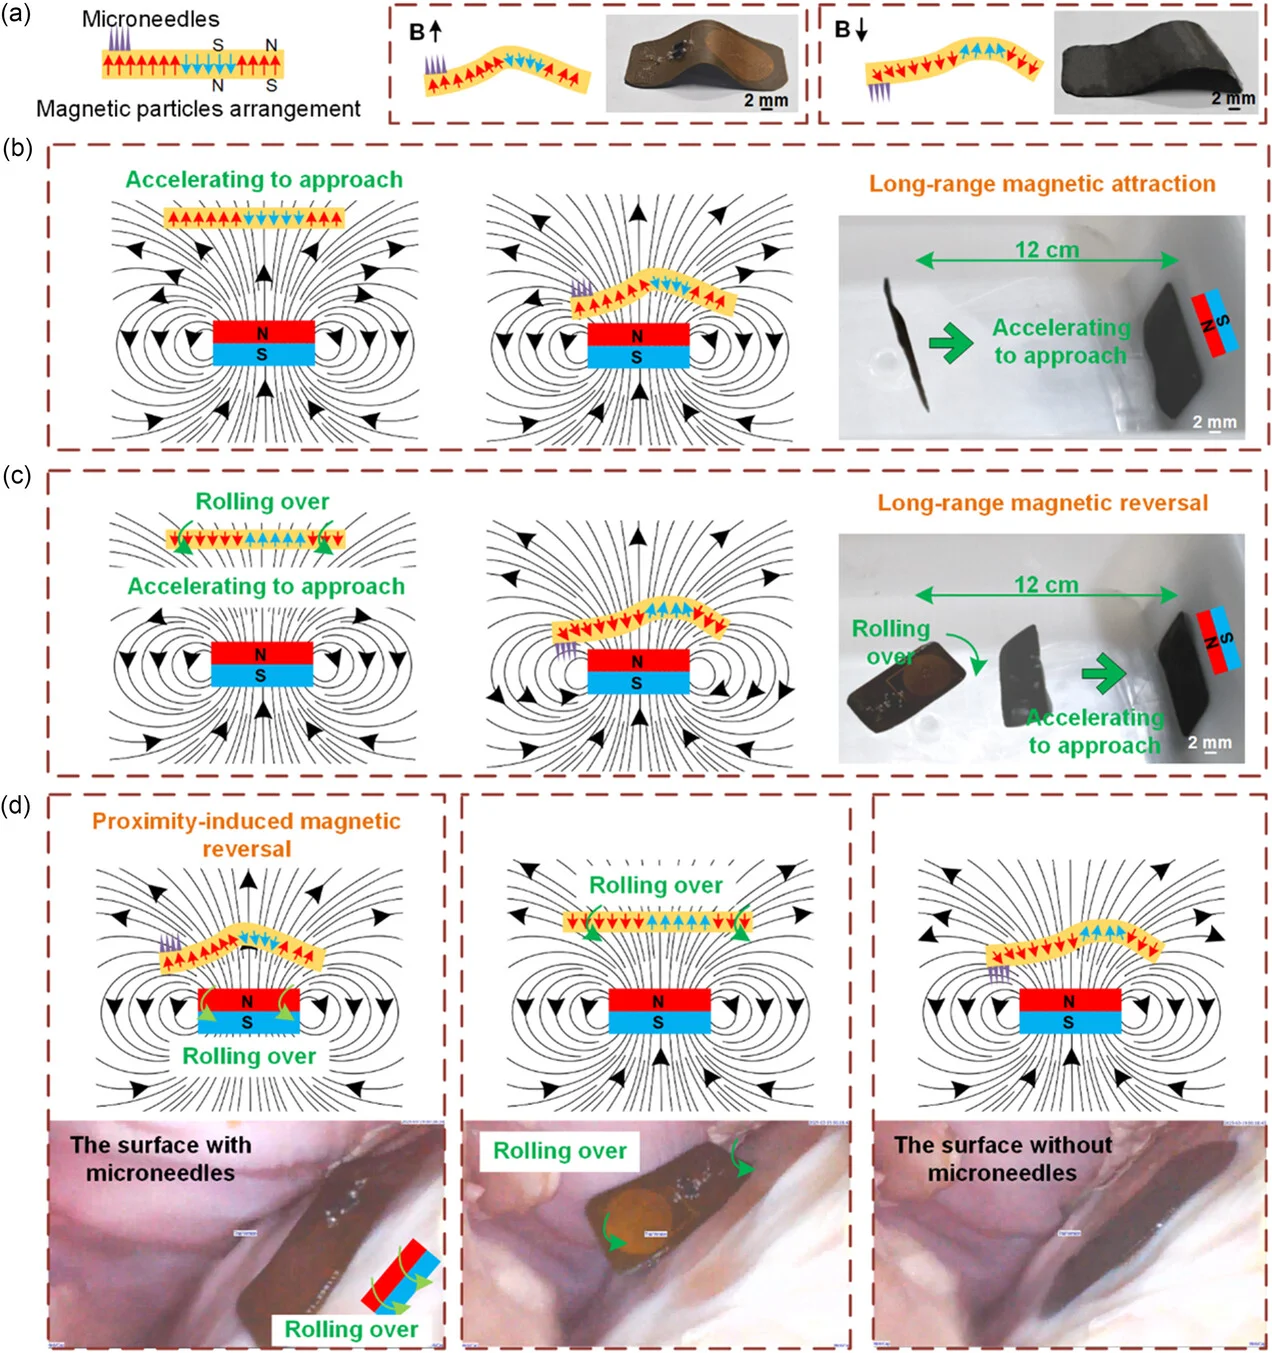 (a)
Microneedles
S N
N S
Magnetic particles arrangement
B
2 mm
B
2 mm
(b)
Accelerating to approach
N
S
N
S
Long-range magnetic attraction
12 cm
Accelerating
to approach
N
S
2 mm
(c)
Rolling over
Accelerating to approach
N
S
N
S
Long-range magnetic reversal
12 cm
Rolling
over
Accelerating
to approach
N
S
2 mm
(d)
Proximity-induced magnetic
reversal
N
S
Rolling over
The surface with
microneedles
Rolling over
Rolling over
N
S
Rolling over
N
S
The surface without
microneedles